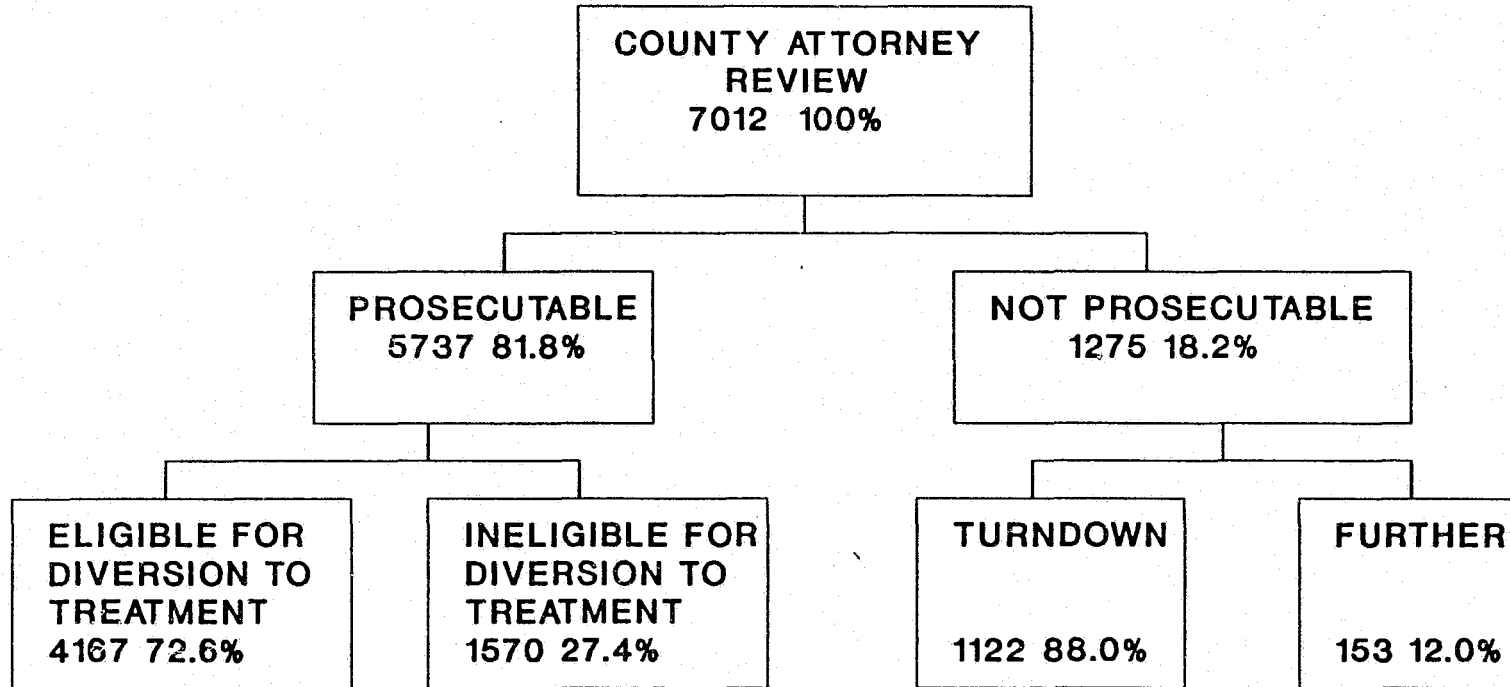 COUNTY ATTORNEY
REVIEW
7012 100%
PROSECUTABLE
5737 81.8%
NOT PROSECUTABLE
1275 18.2%
ELIGIBLE FOR
DIVERSION TO
TREATMENT
4167 72.6%
INELIGIBLE FOR
DIVERSION TO
TREATMENT
1570 27.4%
TURNDOWN
1122 88.0%
FURTHER
153 12.0%